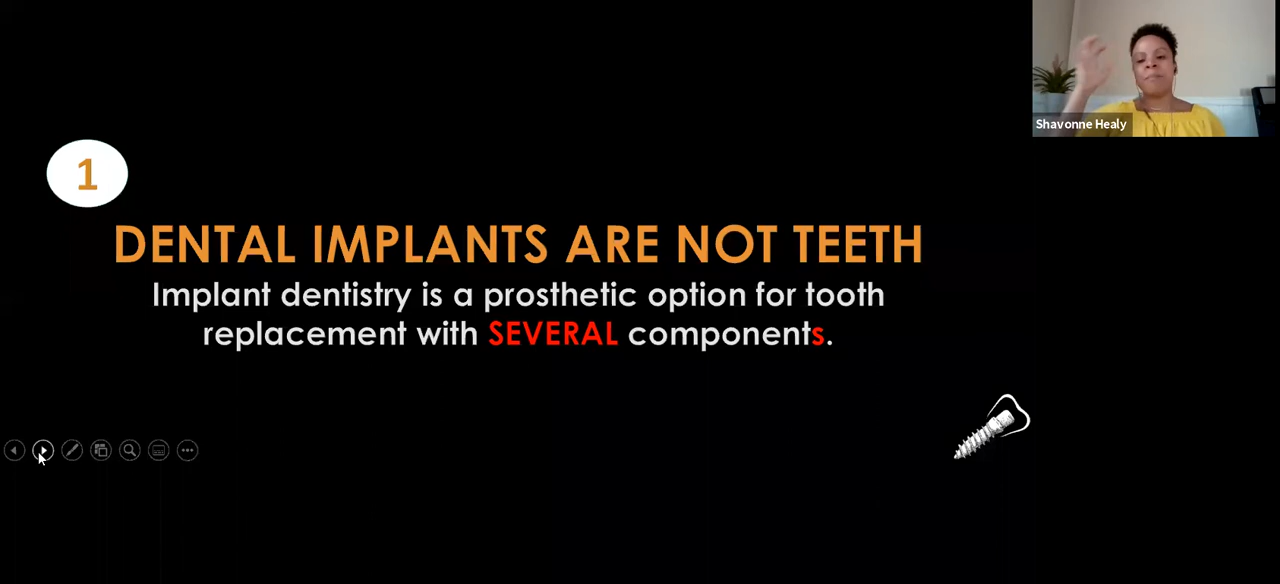 Shavonne Healy
1
DENTAL IMPLANTS ARE NOT TEETH
Implant dentistry is a prosthetic option for tooth
replacement with SEVERAL components.